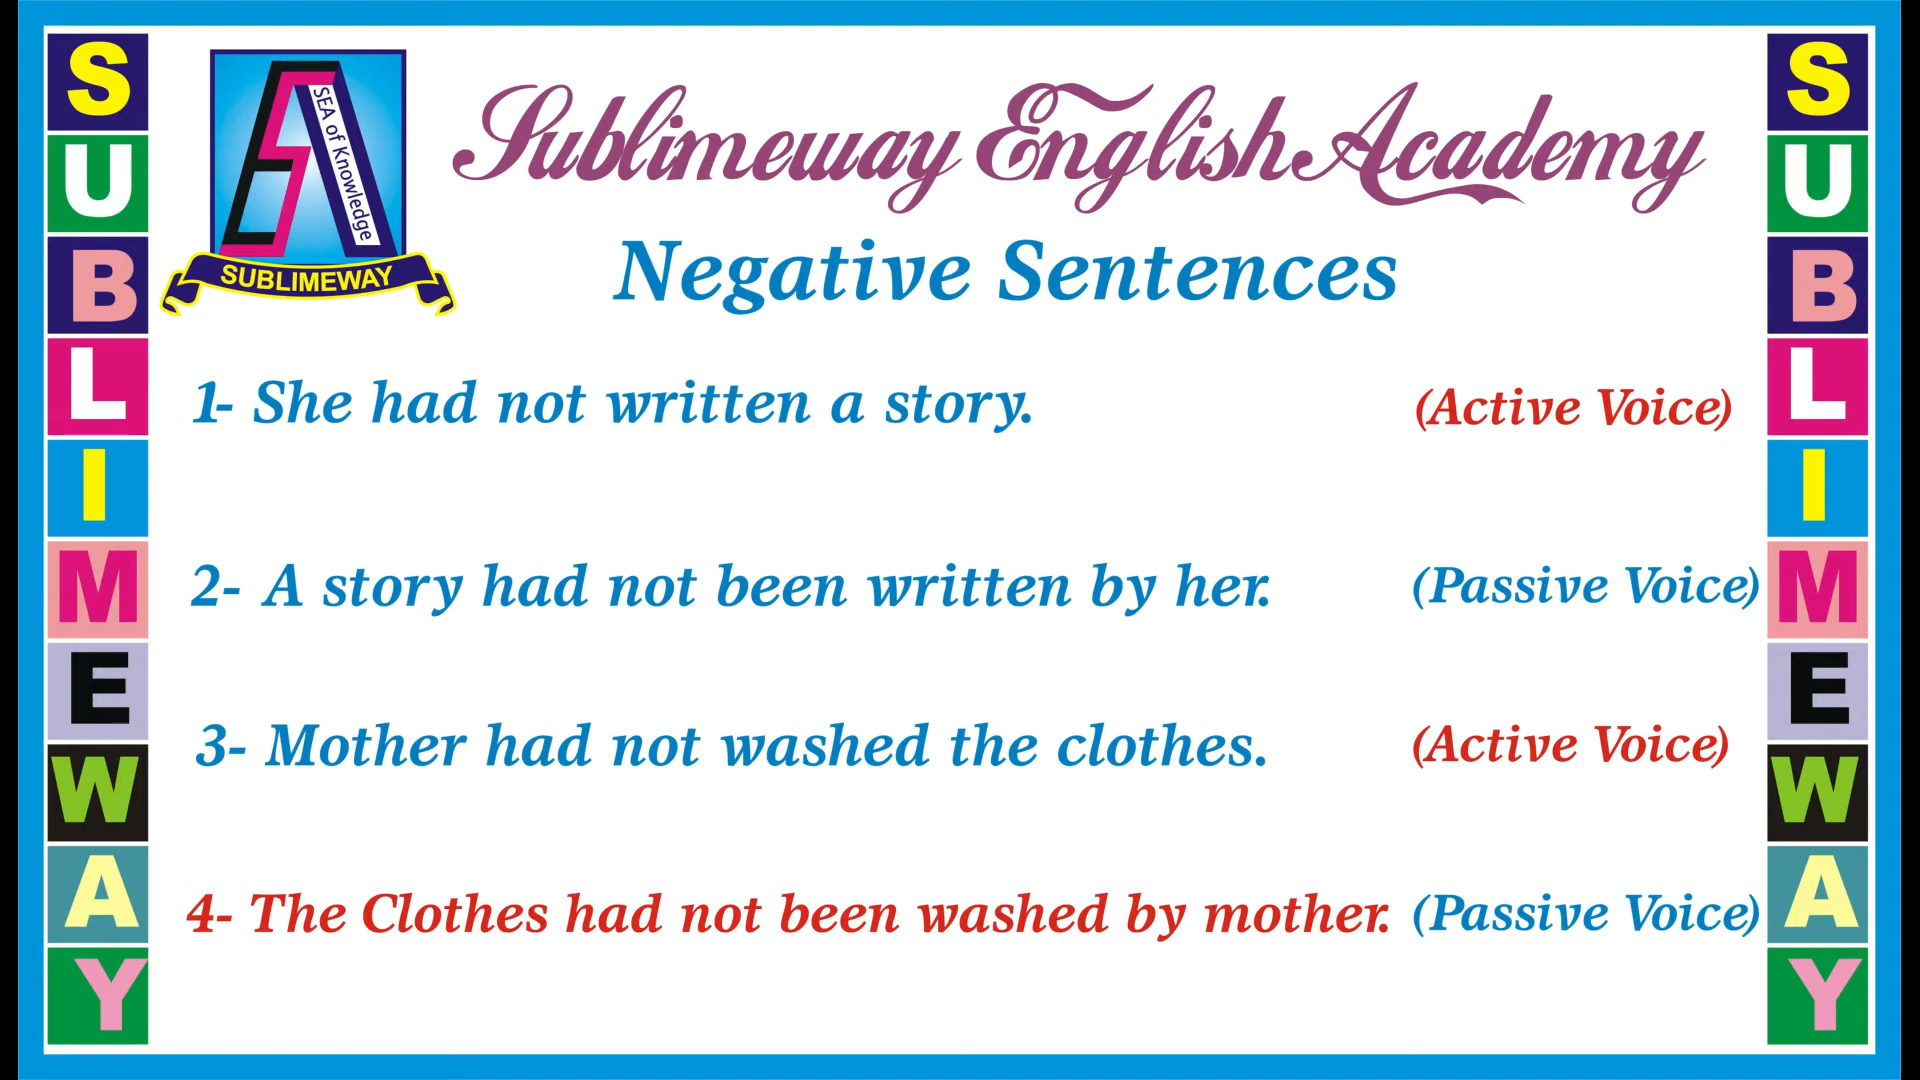 SUBLIMEWAY
SEA of Knowledge
SUBLIMEWAY
Sublimeway English Academy
Negative Sentences
1- She had not written a story. (Active Voice)
2- A story had not been written by her. (Passive Voice)
3- Mother had not washed the clothes. (Active Voice)
4- The Clothes had not been washed by mother. (Passive Voice)
SUBLIMEWAY